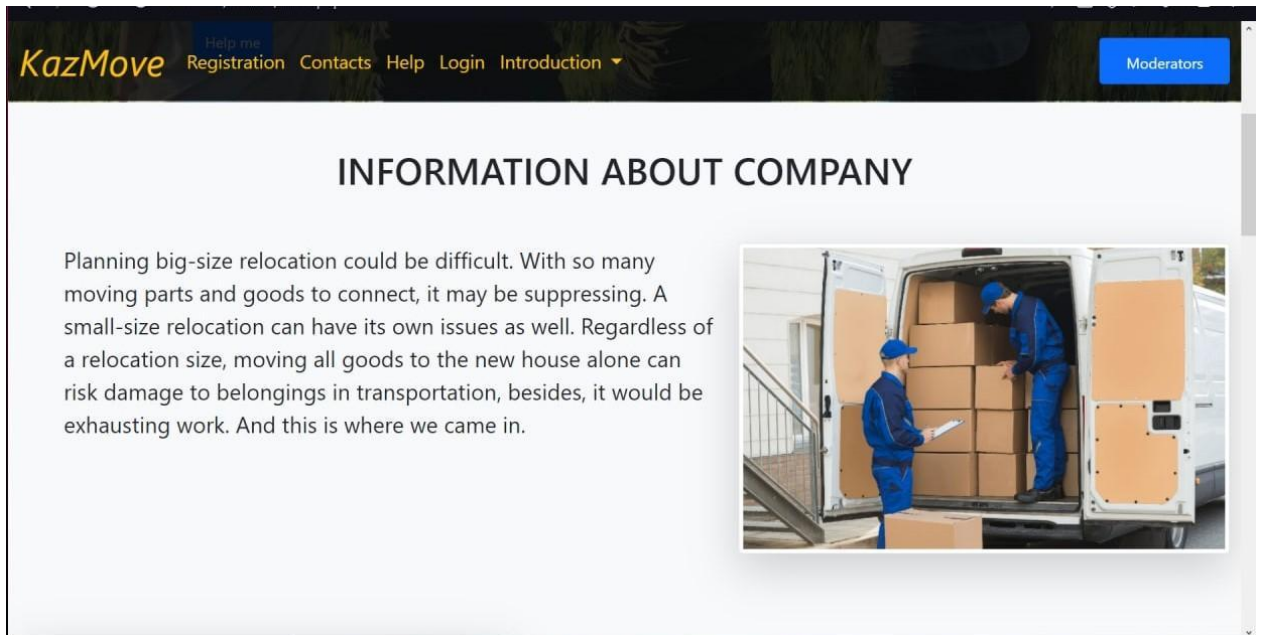 Help me
KazMove Registration Contacts Help Login Introduction Moderators
INFORMATION ABOUT COMPANY
Planning big-size relocation could be difficult. With so many
moving parts and goods to connect, it may be suppressing. A
small-size relocation can have its own issues as well. Regardless of
a relocation size, moving all goods to the new house alone can
risk damage to belongings in transportation, besides, it would be
exhausting work. And this is where we came in.